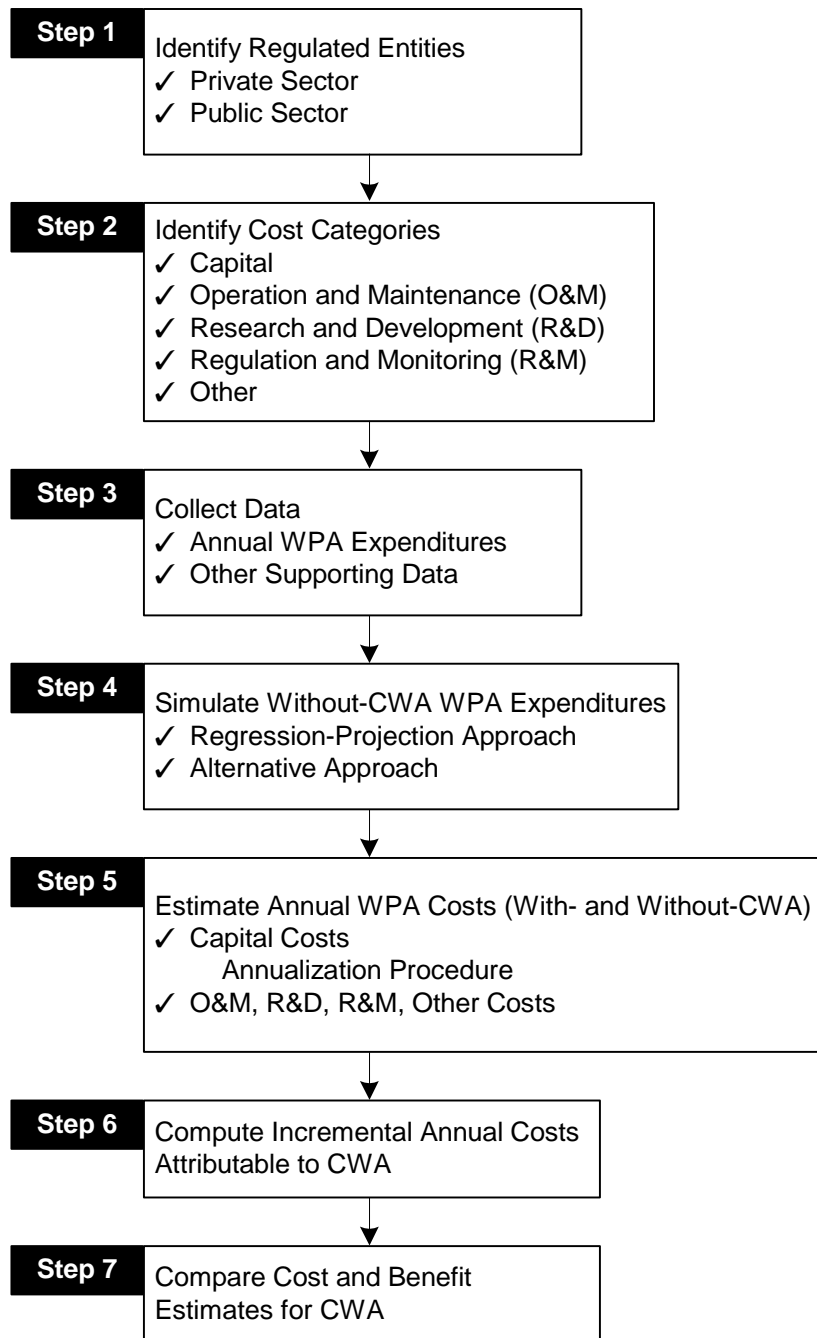 Step 1
Identify Regulated Entities
✓ Private Sector
✓ Public Sector
Step 2
Identify Cost Categories
✓ Capital
✓ Operation and Maintenance (O&M)
✓ Research and Development (R&D)
✓ Regulation and Monitoring (R&M)
✓ Other
Step 3
Collect Data
✓ Annual WPA Expenditures
✓ Other Supporting Data
Step 4
Simulate Without-CWA WPA Expenditures
✓ Regression-Projection Approach
✓ Alternative Approach
Step 5
Estimate Annual WPA Costs (With- and Without-CWA)
✓ Capital Costs
Annualization Procedure
✓ O&M, R&D, R&M, Other Costs
Step 6
Compute Incremental Annual Costs
Attributable to CWA
Step 7
Compare Cost and Benefit
Estimates for CWA